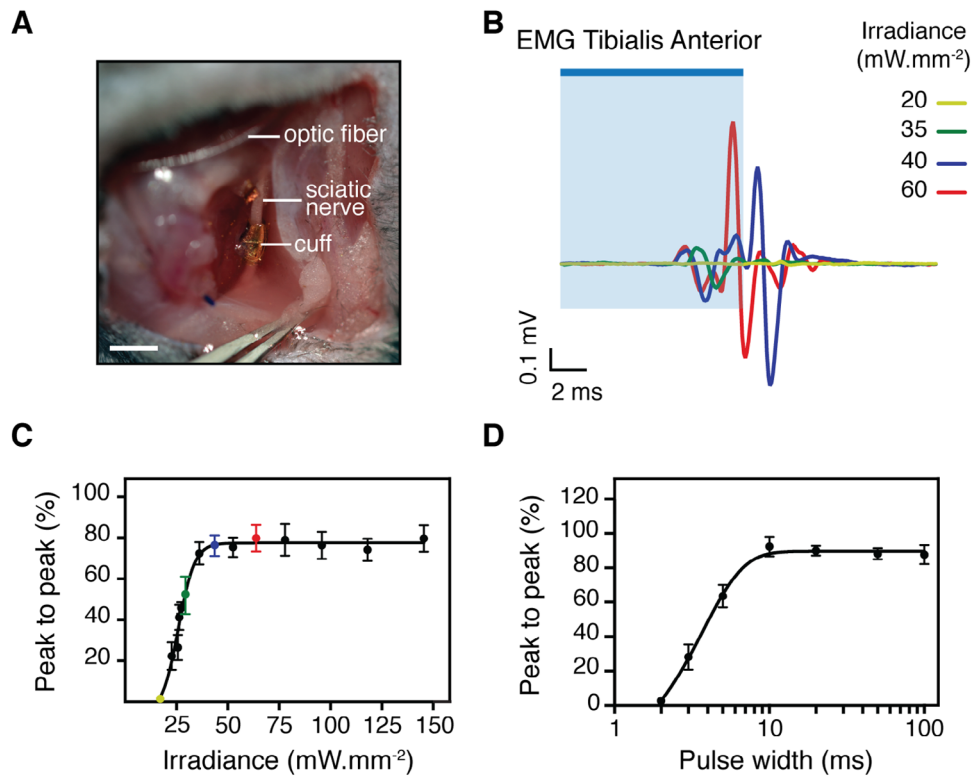 A
optic fiber
sciatic
nerve
cuff
B
EMG Tibialis Anterior
Irradiance
(mW.mm-2)
20
35
40
60
0.1 mV
2 ms
C
Peak to peak (%)
100
80
60
40
20
25
50
75
100
125
150
Irradiance (mW.mm-2)
D
Peak to peak (%)
120
100
80
60
40
20
0
1
10
100
Pulse width (ms)